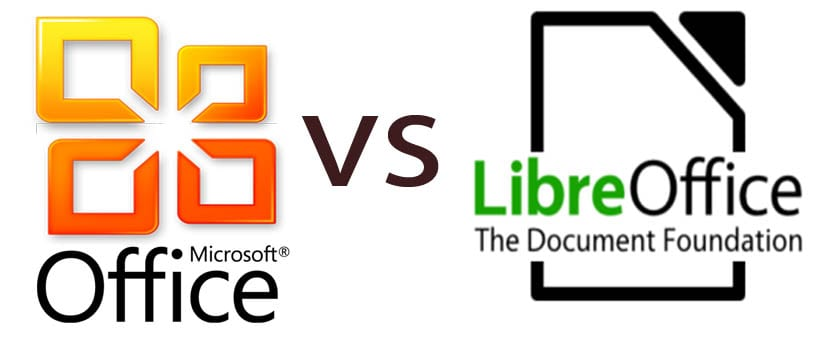 Microsoft®
Office
VS
LibreOffice
The Document Foundation